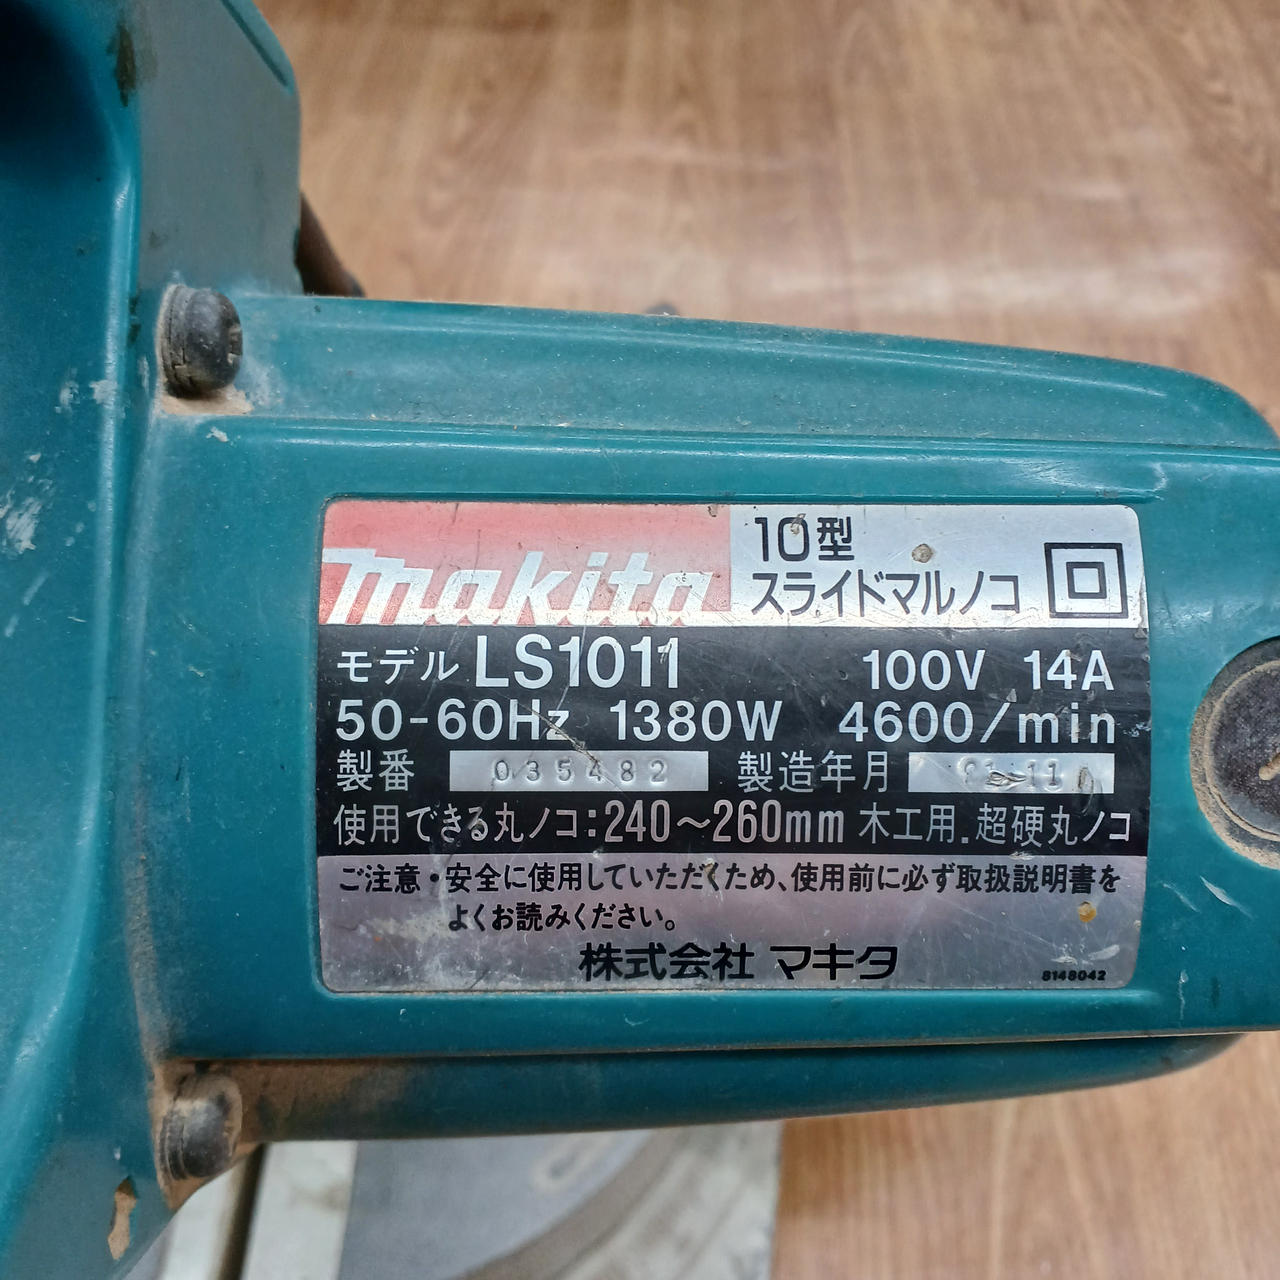 makita
10型
スライドマルノコ
モデル LS1011 100V 14A
50-60Hz 1380W 4600/min
製番 035482 製造年月
使用できる丸ノコ:240～260mm 木工用.超硬丸ノコ
ご注意・安全に使用していただくため、使用前に必ず取扱説明書を
よくお読みください。
株式会社 マキタ
8148042